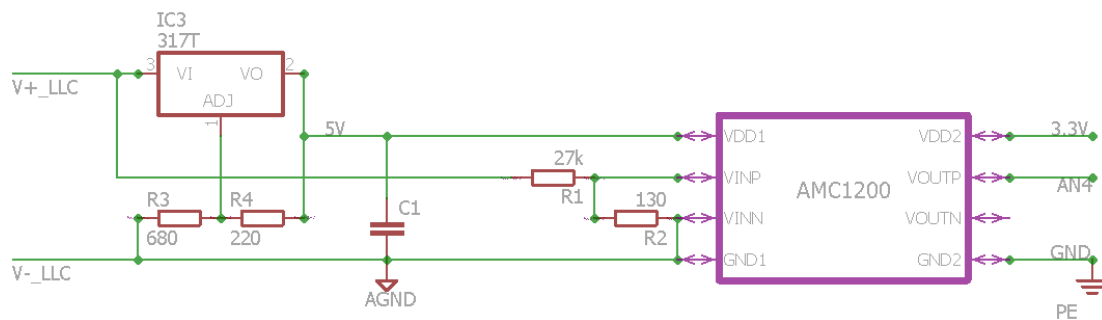 IC3
317T
3
VI
VO
2
V+_LLC
ADJ
1
5V
VDD1
VDD2
3.3V
27k
VINP
VOUTP
R1
AMC1200
AN4
R3
R4
C1
130
VINN
VOUTN
680
220
R2
GND1
GND2
GND
V-_LLC
AGND
PE